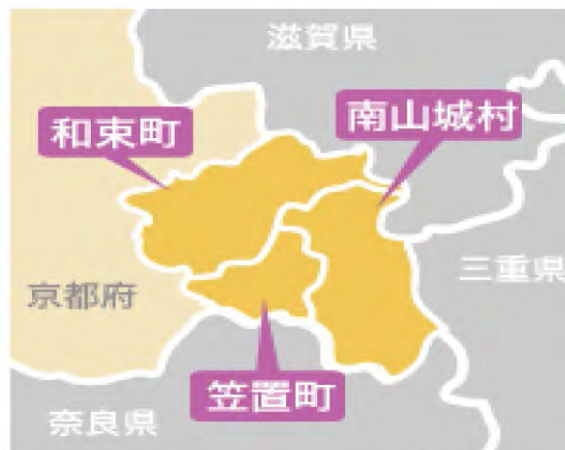 滋賀県
南山城村
和束町
三重県
京都府
笠置町
奈良県